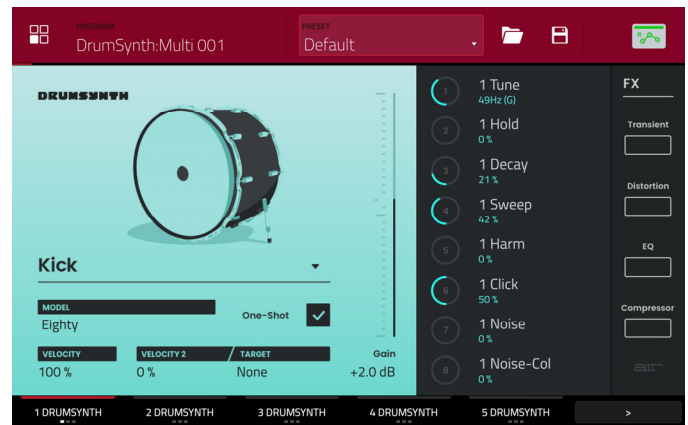 PROGRAM
DrumSynth:Multi 001
PRESET
Default
DRUMSYNTH
Kick
MODEL
Eighty
One-Shot
VELOCITY
100 %
VELOCITY 2 / TARGET
0% None
Gain
+2.0 dB
1
1 Tune
49Hz (G)
2
1 Hold
0 %
3
1 Decay
21 %
4
1 Sweep
42 %
5
1 Harm
0 %
6
1 Click
50 %
7
1 Noise
0 %
8
1 Noise-Col
0 %
FX
Transient
Distortion
EQ
Compressor
air
1 DRUMSYNTH
2 DRUMSYNTH
3 DRUMSYNTH
4 DRUMSYNTH
5 DRUMSYNTH
>